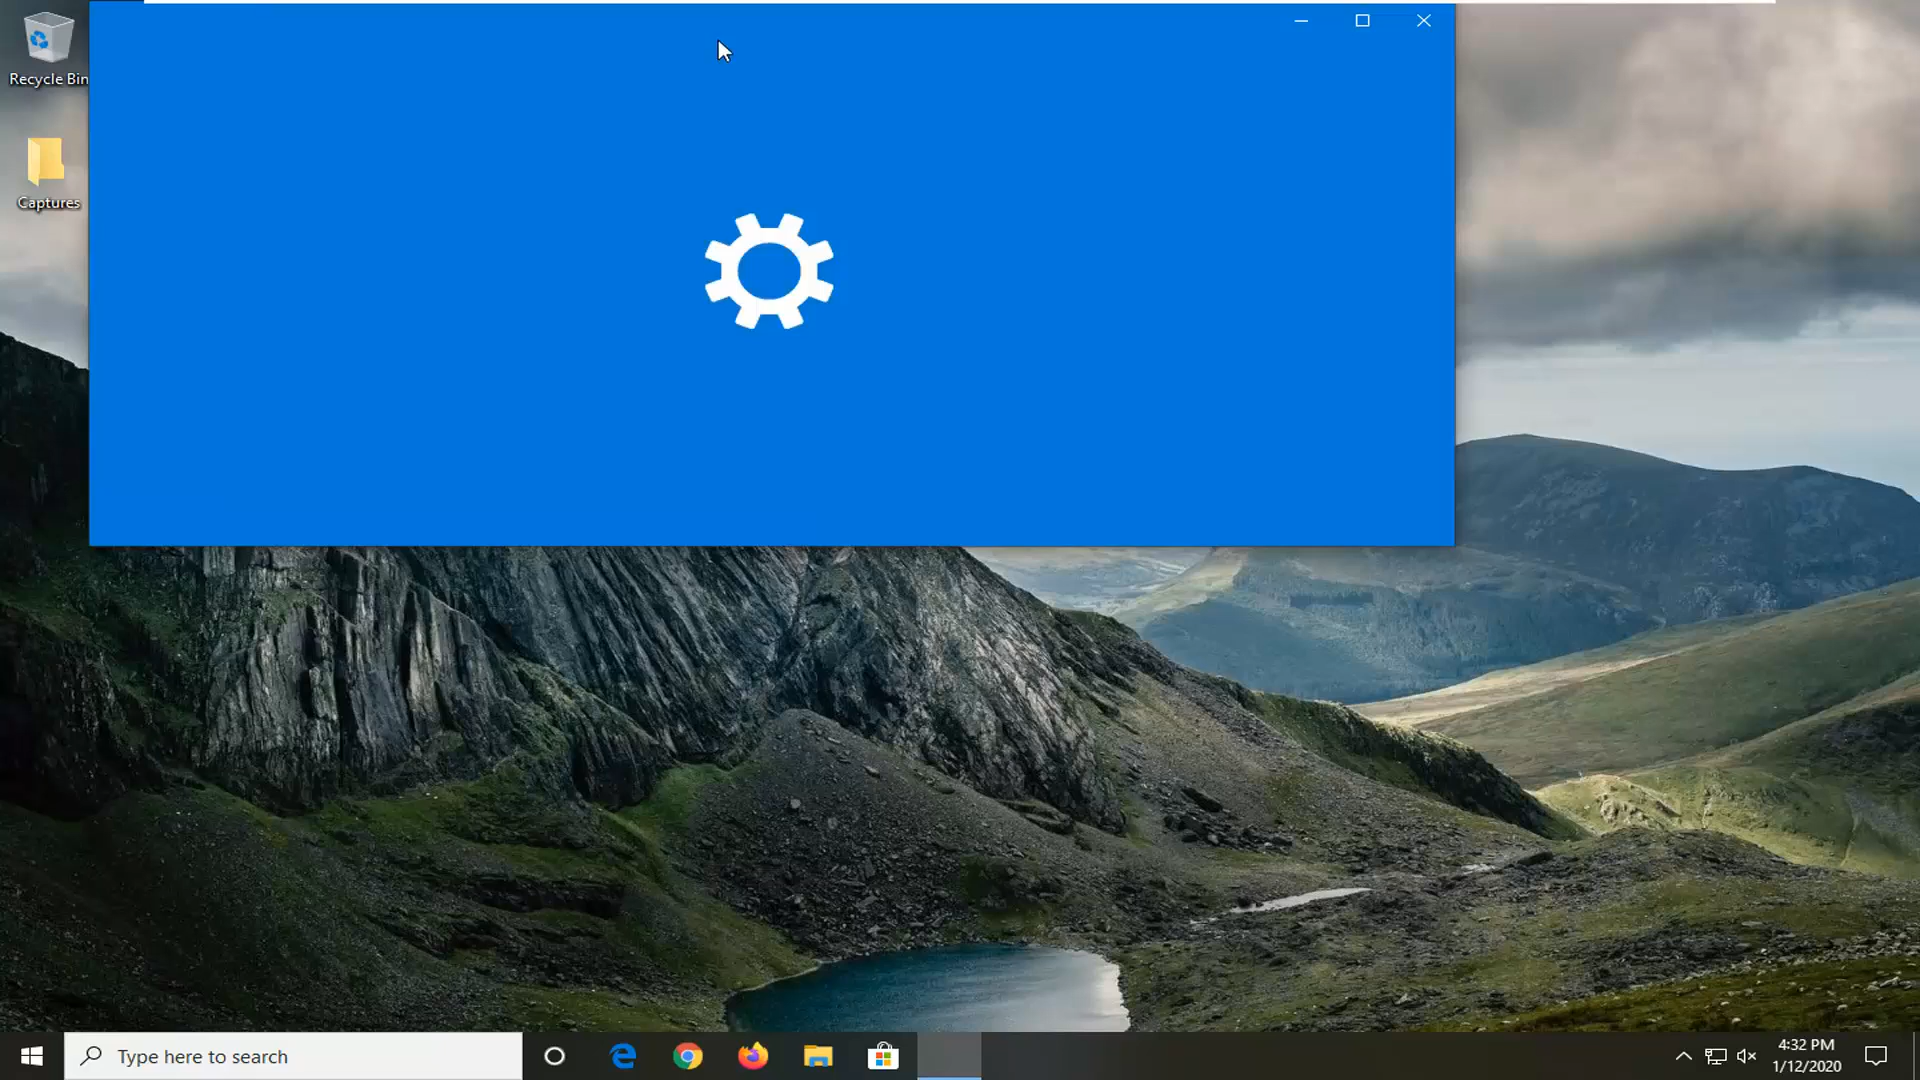 Recycle Bin
Captures
Type here to search
4:32 PM
1/12/2020